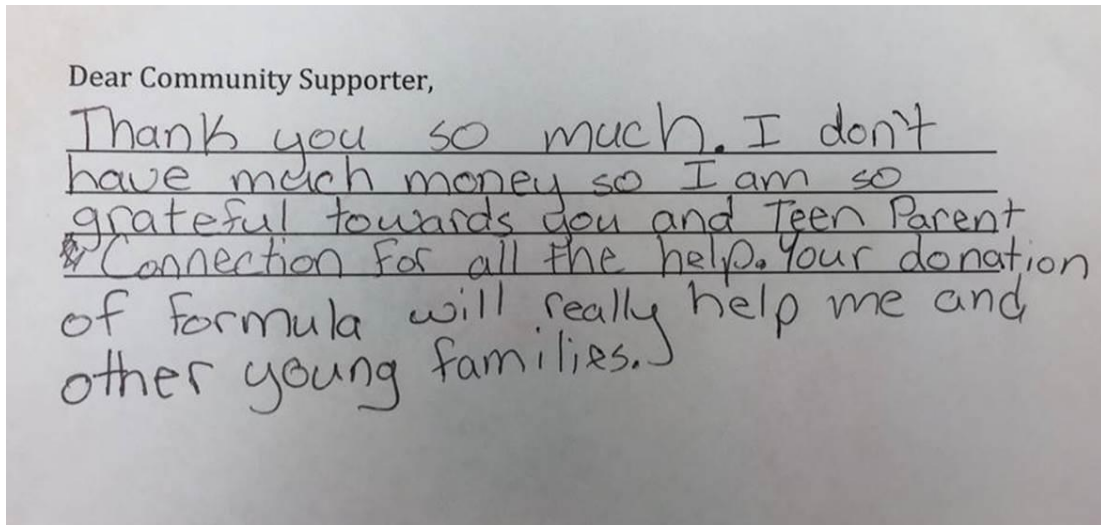 Dear Community Supporter,
Thank you so much. I don't
have much money so I am so
grateful towards you and Teen Parent
Connection for all the help. Your donation
of formula will really help me and
other young families.